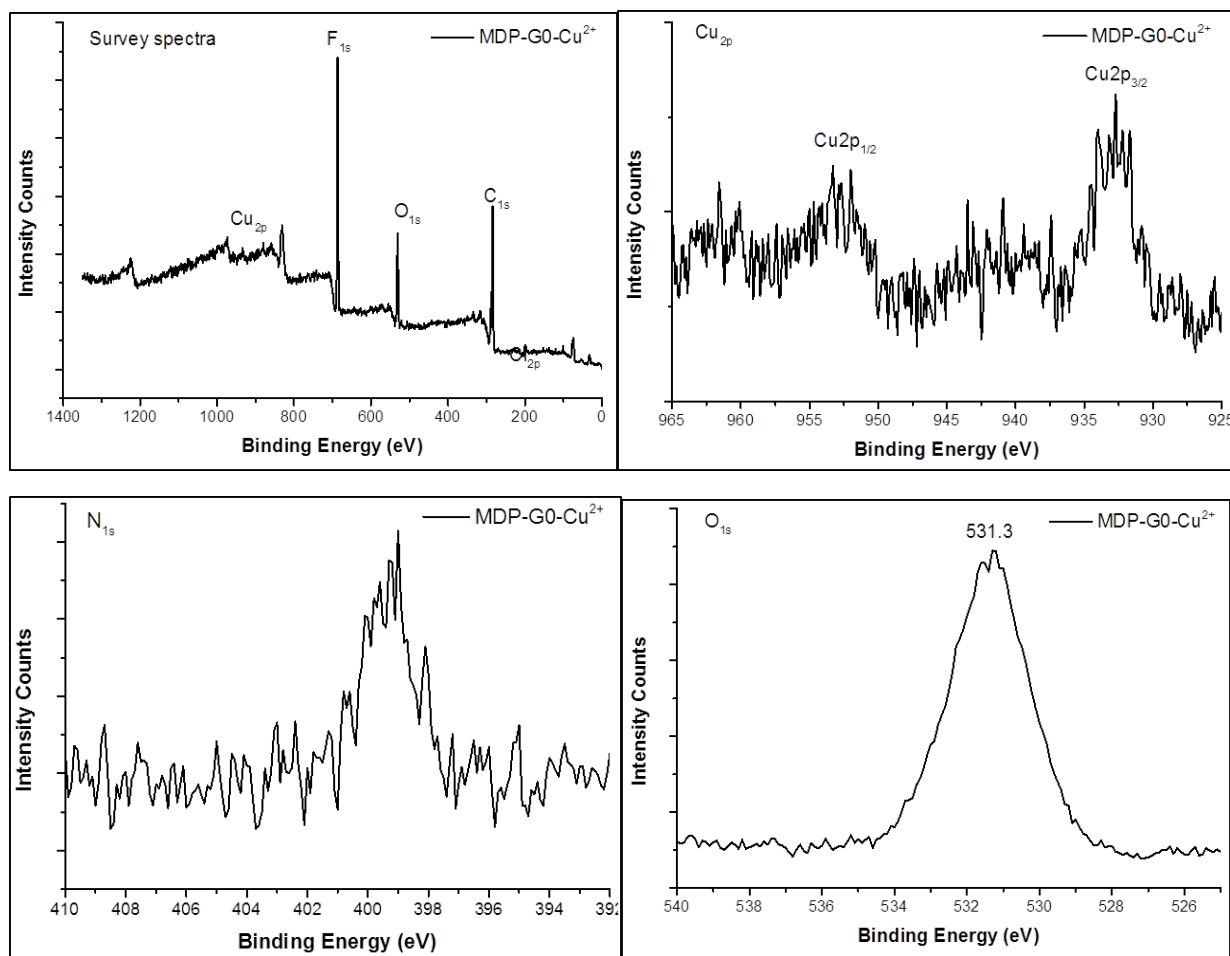 Survey spectra
F1s
MDP-G0-Cu2+
Cu2p
O1s
C1s
O2p
Intensity Counts
1400 1200 1000 800 600 400 200 0
Binding Energy (eV)
Cu2p
MDP-G0-Cu2+
Cu2p3/2
Cu2p1/2
Intensity Counts
965 960 955 950 945 940 935 930 925
Binding Energy (eV)
N1s
MDP-G0-Cu2+
Intensity Counts
410 408 406 404 402 400 398 396 394 392
Binding Energy (eV)
O1s
MDP-G0-Cu2+
531.3
Intensity Counts
540 538 536 534 532 530 528 526
Binding Energy (eV)